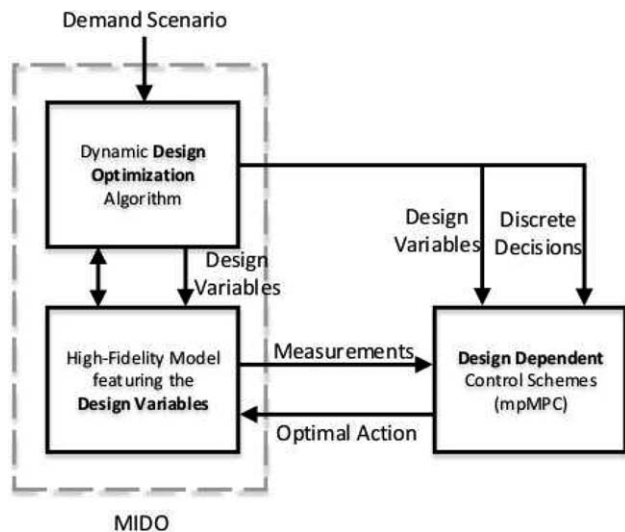 Demand Scenario
Dynamic Design
Optimization
Algorithm
Design
Variables
Design
Variables
Discrete
Decisions
High-Fidelity Model
featuring the
Design Variables
Measurements
Optimal Action
Design Dependent
Control Schemes
(mpMPC)
MIDO